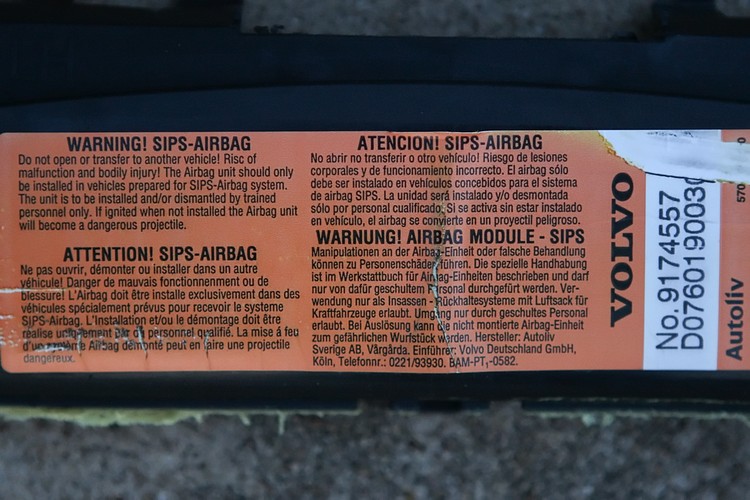 WARNING! SIPS-AIRBAG
Do not open or transfer to another vehicle! Risc of
malfunction and bodily injury! The Airbag unit should only
be installed in vehicles prepared for SIPS-Airbag system.
The unit is to be installed and/or dismantled by trained
personnel only. If ignited when not installed the Airbag unit
will become a dangerous projectile.
ATTENTION! SIPS-AIRBAG
Ne pas ouvrir, démonter ou installer dans un autre
véhicule! Danger de mauvais fonctionnenment ou de
blessure! L'Airbag doit être installe exclusivement dans des
véhicules spécialement prévus pour recevoir le systeme
SIPS-Airbag. L'installation et/ou le démontage doit être
réalise uniquement par du personnel qualifié. La mise á feu
d'un système Airbag démonté peut en faire une projectile
dangereux.
ATENCION! SIPS-AIRBAG
No abrir no transferir o otro vehículo! Riesgo de lesiones
corporales y de funcionamiento incorrecto. El airbag sólo
debe ser instalado en vehículos concebidos para el sistema
de airbag SIPS. La unidad será instalado y/o desmontada
sólo por personal cualificado. Si se activa sin estar instalado
en vehículo, el airbag se convierte en un proyectil peligroso.
WARNUNG! AIRBAG MODULE - SIPS
Manipulationen an der Airbag-Einheit oder falsche Behandlung
können zu Personenschäden führen. Die spezielle Handhabung
ist im Werkstattbuch für Airbag-Einheiten beschrieben und darf
nur von dafür geschultem Personal durchgefürt werden. Ver-
wendung nur als Insassen - Rückhaltesystem mit Luftsack für
Kraftfahrzeuge erlaubt. Umgang nur durch geschultes Personal
erlaubt. Bei Auslösung kann die nicht montierte Airbag-Einheit
zum gefährlichen Wurfstück werden. Hersteller: Autoliv
Sverige AB, Vårgårda. Einführer: Volvo Deutschland GmbH,
Köln, Telefonnr.: 0221/93930. BAM-PT₁-0582.
VOLVO
No.9174557
D076019003
Autoliv
570